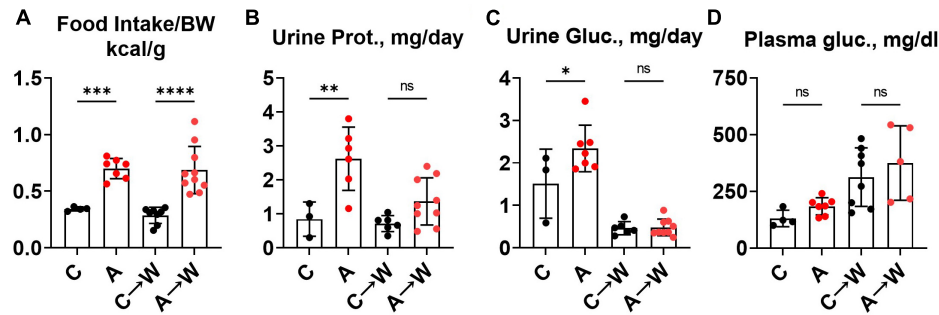 A
Food Intake/BW
kcal/g
1.5
1.0
0.5
0.0
***
****
C
A
C→W
A→W
B
Urine Prot., mg/day
5
4
3
2
1
0
**
ns
C
A
C→W
A→W
C
Urine Gluc., mg/day
4
3
2
1
0
*
ns
C
A
C→W
A→W
D
Plasma gluc., mg/dl
750
500
250
0
ns
ns
C
A
C→W
A→W